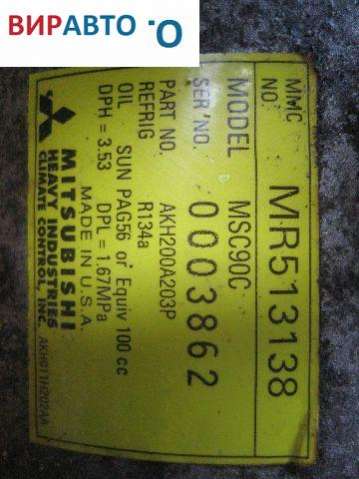 ВИРАВТО .О.
MMC NO. MR513138
MODEL MSC90C
SER'NO. 0003862
PART NO. AKH200A203P
REFRIG R134a
OIL SUN PAG56 or Equiv 100 cc
DPH = 3.53 DPL = 1.67MPa
MADE IN U.S.A.
MITSUBISHI
HEAVY INDUSTRIES
CLIMATE CONTROL, INC.